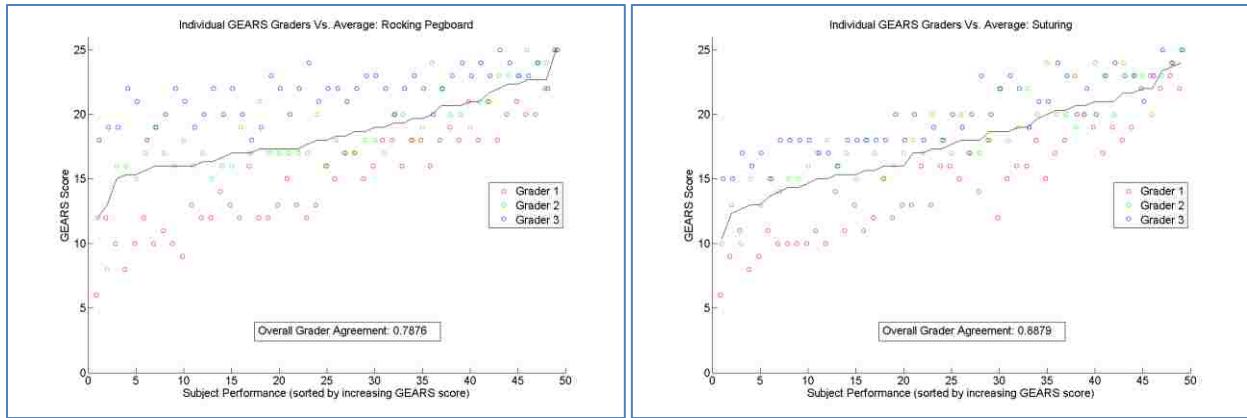 Individual GEARS Graders Vs. Average: Rocking Pegboard
25
20
15
10
5
0
GEARS Score
Grader 1
Grader 2
Grader 3
Overall Grader Agreement: 0.7876
0 5 10 15 20 25 30 35 40 45 50
Subject Performance (sorted by increasing GEARS score)
Individual GEARS Graders Vs. Average: Suturing
25
20
15
10
5
0
GEARS Score
Grader 1
Grader 2
Grader 3
Overall Grader Agreement: 0.8879
0 5 10 15 20 25 30 35 40 45 50
Subject Performance (sorted by increasing GEARS score)